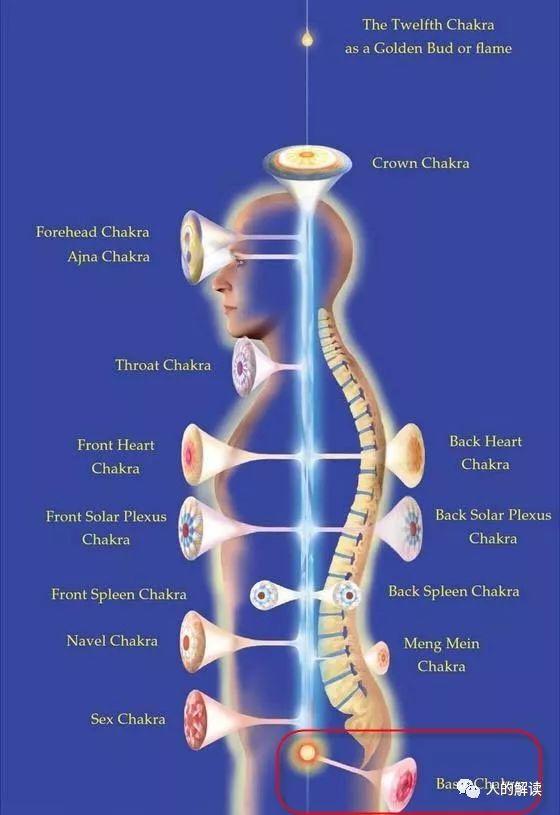 The Twelfth Chakra
as a Golden Bud or flame
Crown Chakra
Forehead Chakra
Ajna Chakra
Throat Chakra
Front Heart
Chakra
Back Heart
Chakra
Front Solar Plexus
Chakra
Back Solar Plexus
Chakra
Front Spleen Chakra
Back Spleen Chakra
Navel Chakra
Meng Mein
Chakra
Sex Chakra
Chakra
人的解读